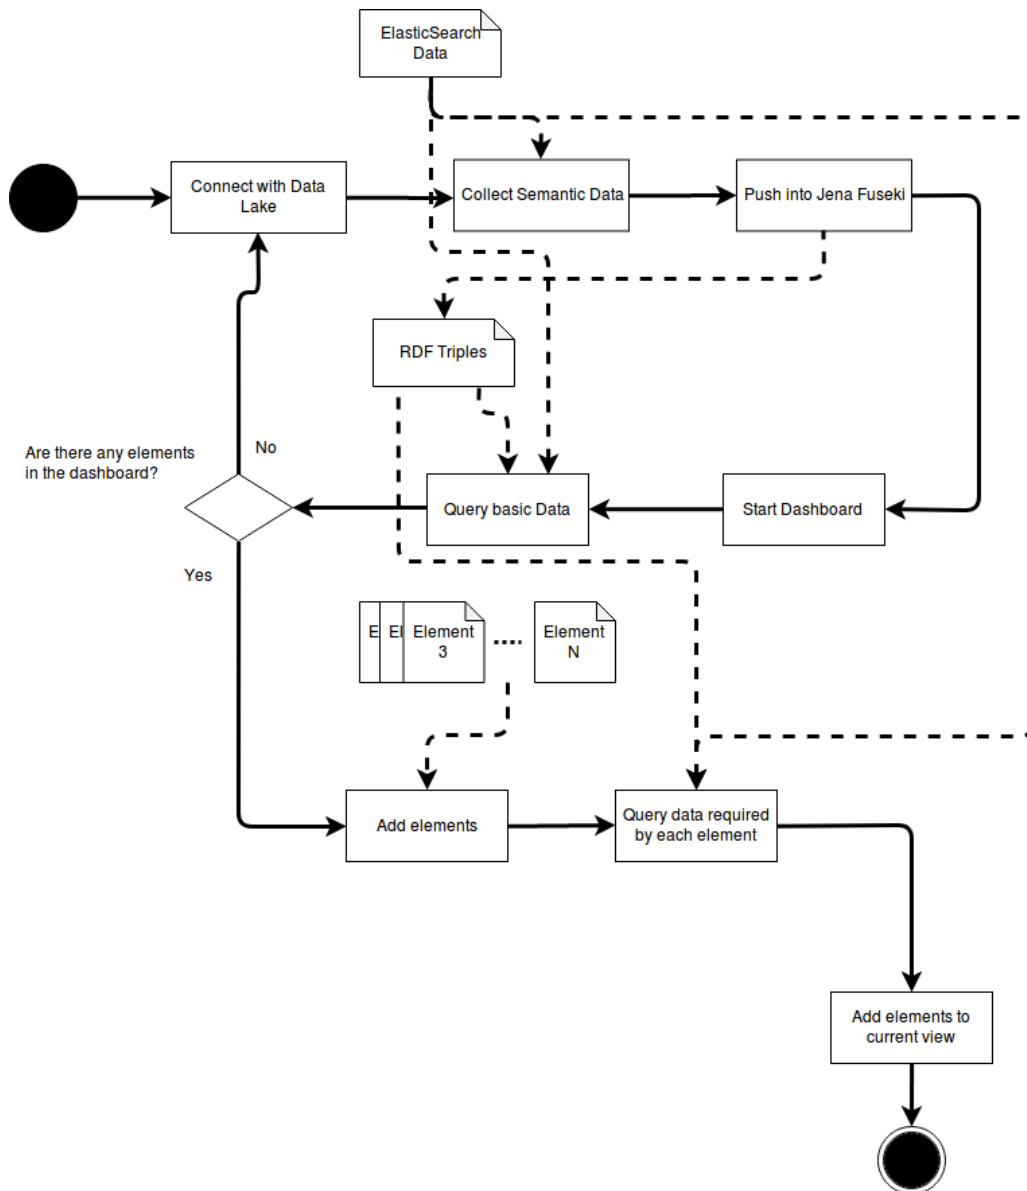 ElasticSearch
Data
Connect with Data
Lake
Collect Semantic Data
Push into Jena Fuseki
RDF Triples
Are there any elements
in the dashboard?
No
Query basic Data
Start Dashboard
Yes
E
El
Element
3
Element
N
Add elements
Query data required
by each element
Add elements to
current view